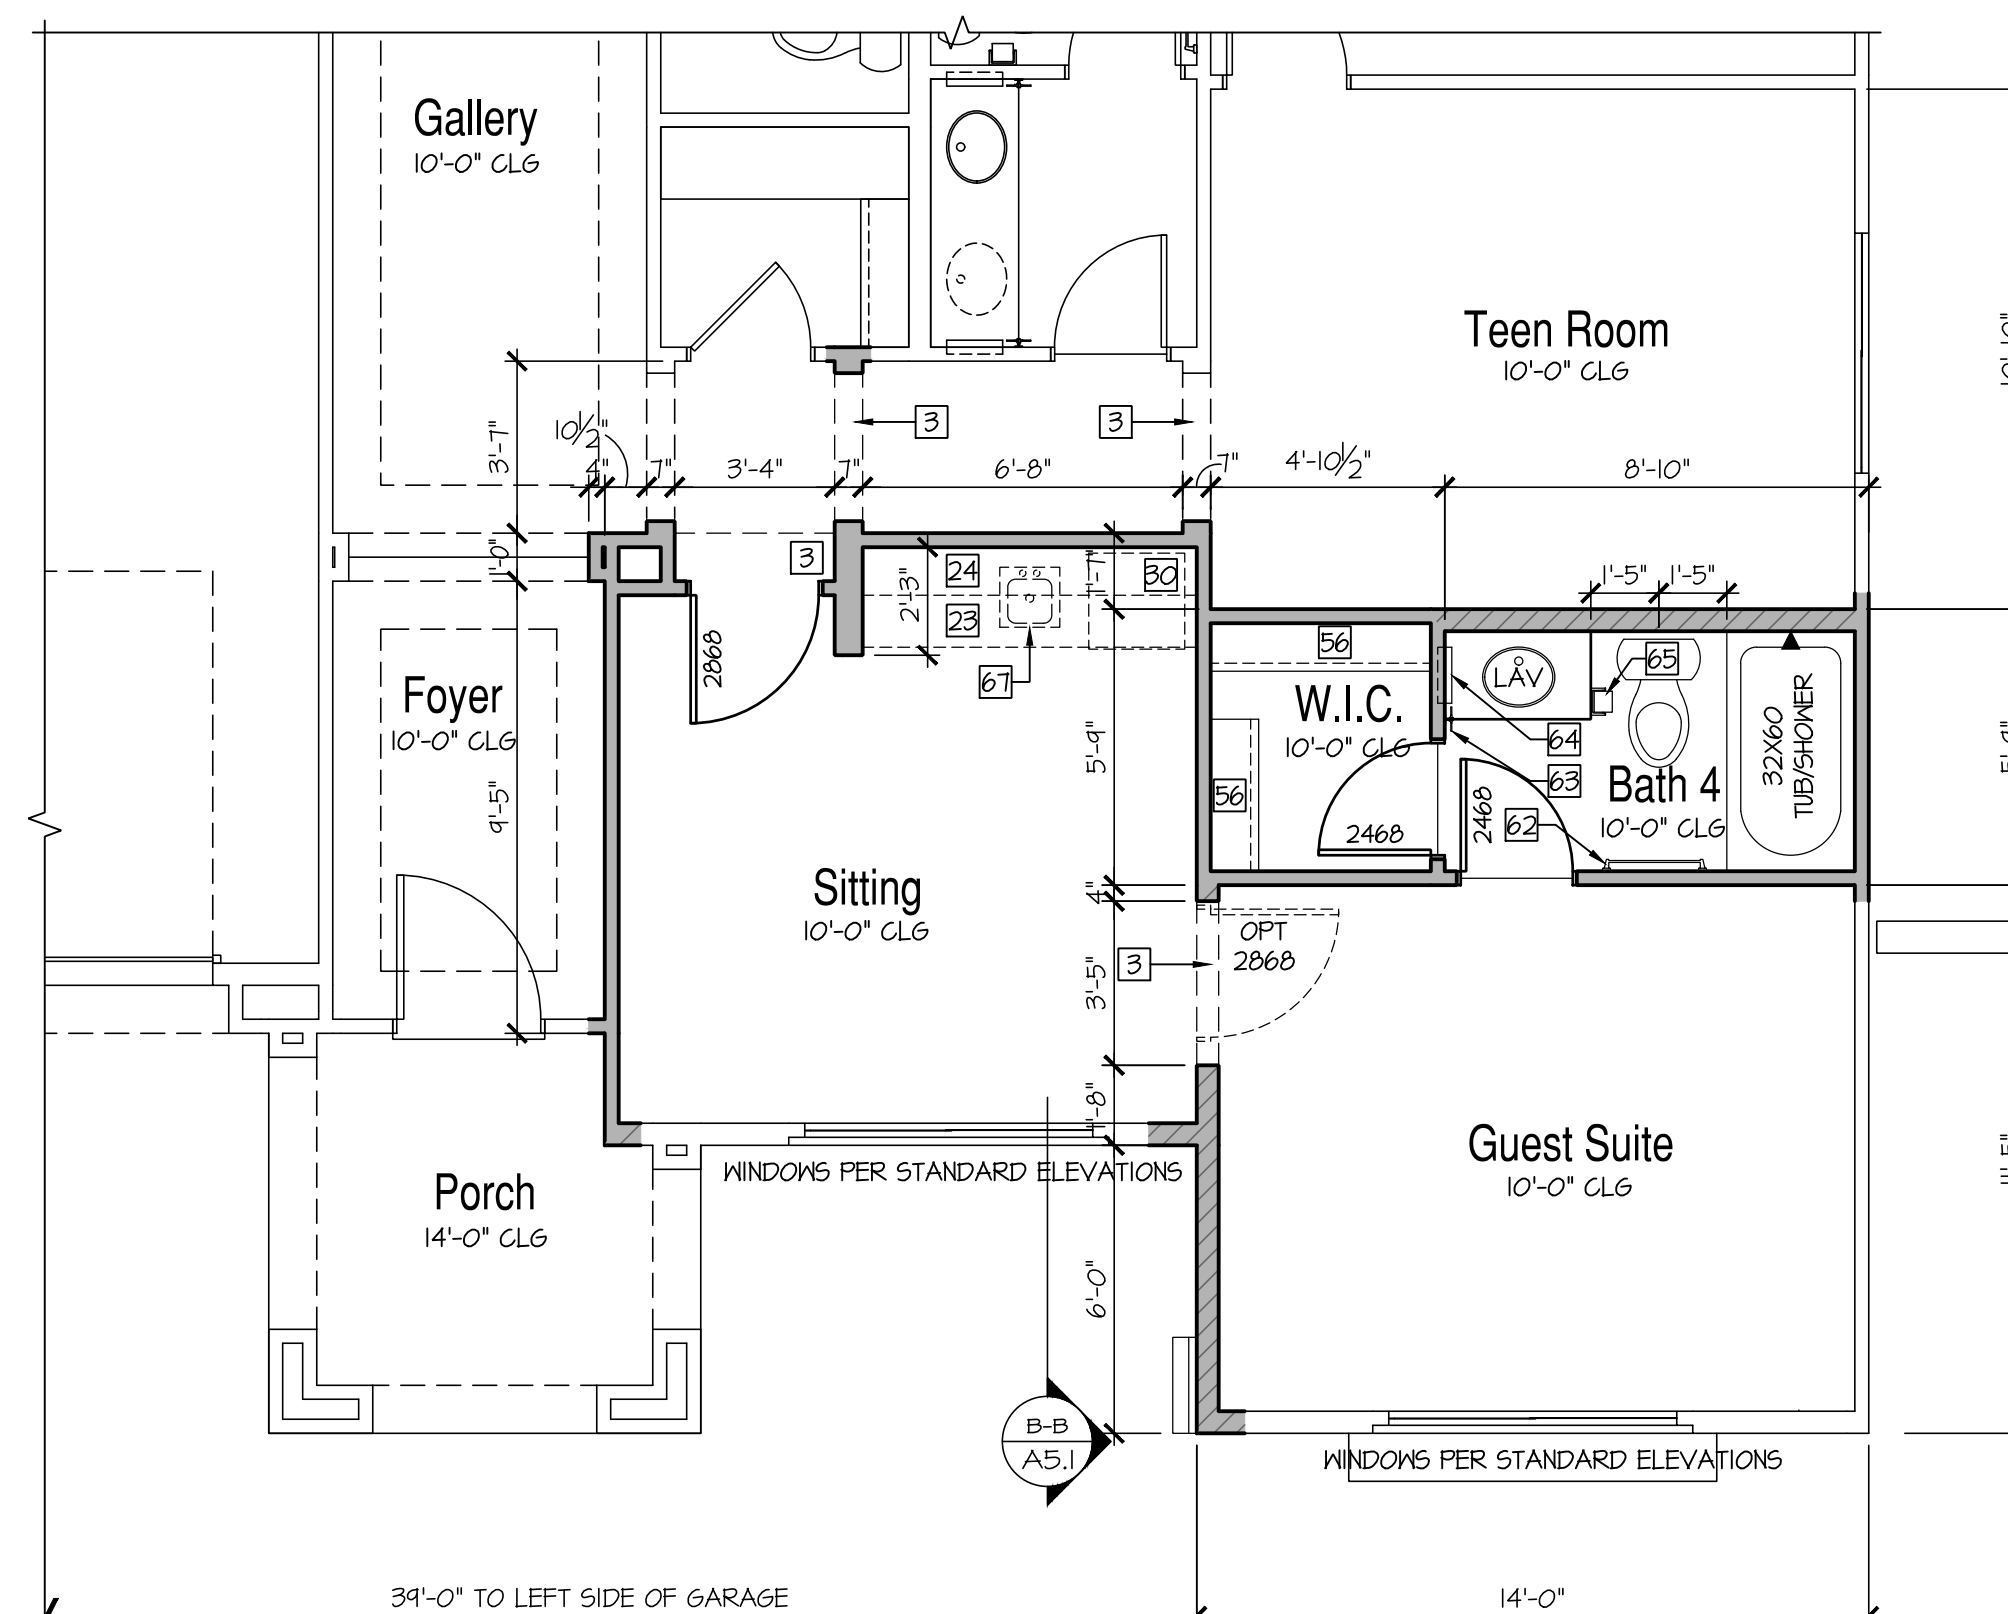 Gallery
10'-0" CLG
Teen Room
10'-0" CLG
3
3
3'-7"
10½"
4"
7"
3'-4"
7"
6'-8"
7"
4'-10½"
8'-10"
1'-0"
3
24
23
2'-3"
30
1'-7"
67
2868
1'-5"
1'-5"
56
W.I.C.
10'-0" CLG
56
2468
LAV
65
64
63
62
2468
Bath 4
10'-0" CLG
32X60
TUB/SHOWER
Foyer
10'-0" CLG
9'-5"
5'-9"
Sitting
10'-0" CLG
4"
OPT
2868
3
3'-5"
1'-8"
WINDOWS PER STANDARD ELEVATIONS
Guest Suite
10'-0" CLG
Porch
14'-0" CLG
6'-0"
B-B
A5.1
WINDOWS PER STANDARD ELEVATIONS
39'-0" TO LEFT SIDE OF GARAGE
14'-0"